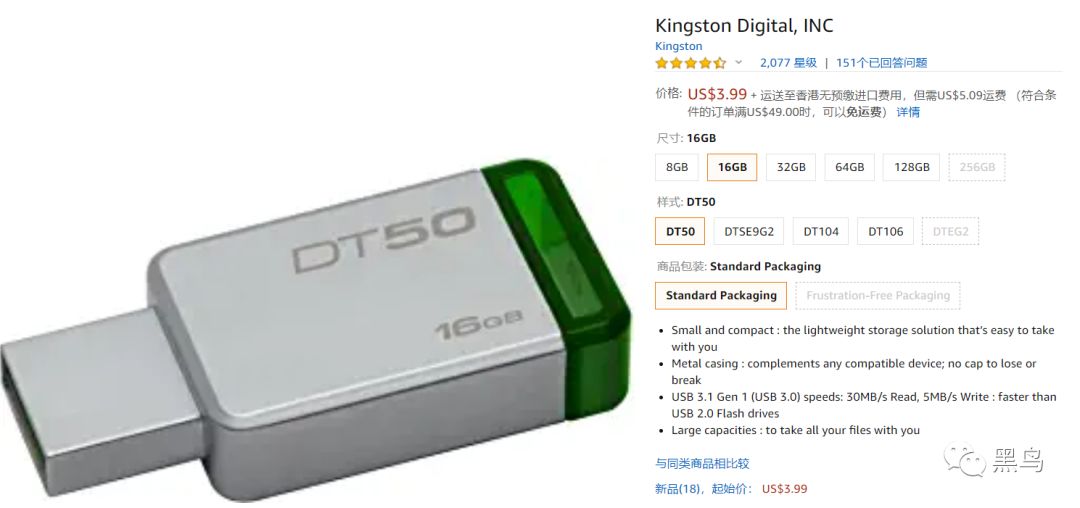 DT50
16GB
Kingston Digital, INC
Kingston
2,077 星级 | 151个已回答问题
价格: US$3.99 + 运送至香港无预缴进口费用，但需US$5.09运费 （符合条
件的订单满US$49.00时，可以免运费） 详情
尺寸: 16GB
8GB 16GB 32GB 64GB 128GB 256GB
样式: DT50
DT50 DTSE9G2 DT104 DT106 DTEG2
商品包装: Standard Packaging
Standard Packaging Frustration-Free Packaging
• Small and compact : the lightweight storage solution that's easy to take
with you
• Metal casing : complements any compatible device; no cap to lose or
break
• USB 3.1 Gen 1 (USB 3.0) speeds: 30MB/s Read, 5MB/s Write : faster than
USB 2.0 Flash drives
• Large capacities : to take all your files with you
与同类商品相比较
黑鸟
新品(18)，起始价： US$3.99